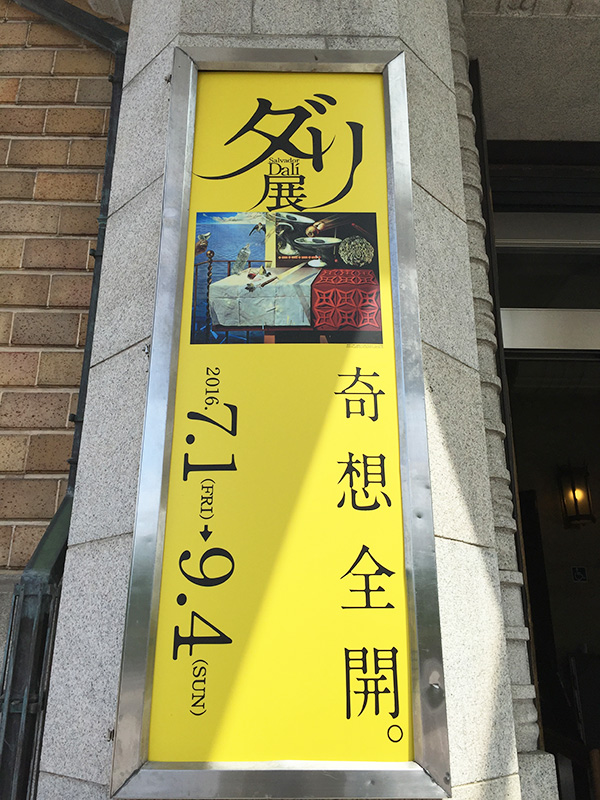 ダリ
Salvador
Dalí
展
奇想全開。
2016.7.1(FRI)➔9.4(SUN)